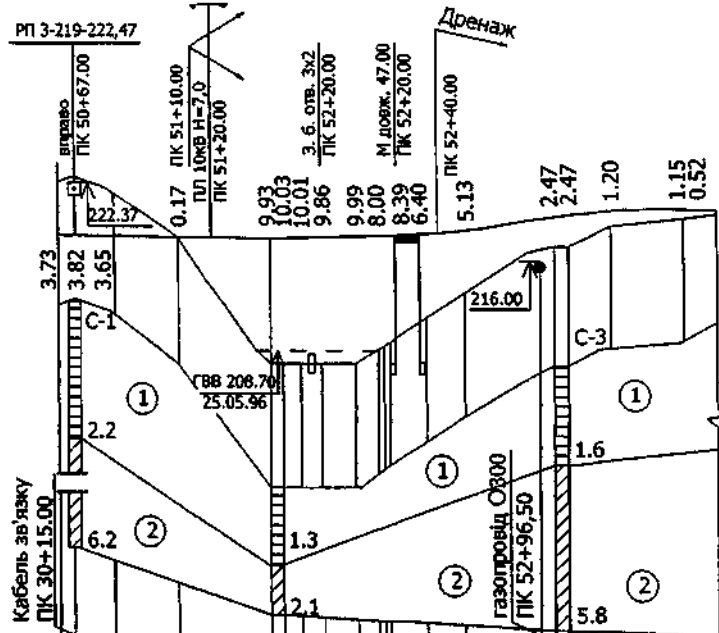 РП 3-219-222,47
вправо
ПК 50+67.00
0.17
ПК 51+10.00
ПЛ 10кВ Н=7,0
ПК 51+20.00
З. б. отв. 3х2
ПК 52+20.00
М довж. 47.00
ПК 52+20.00
Дренаж
ПК 52+40.00
9.93
10.03
10.01
9.86
9.99
8.00
8.39
6.40
5.13
2.47
2.47
1.20
1.15
0.52
222.37
3.73
3.82
3.65
216.00
С-1
С-3
ГВВ 208.70
25.05.96
1
1
1
2.2
1.6
Кабель зв'язку
ПК 30+15.00
2
6.2
1.3
2.1
газопровід О300
ПК 52+96,50
2
2
5.8